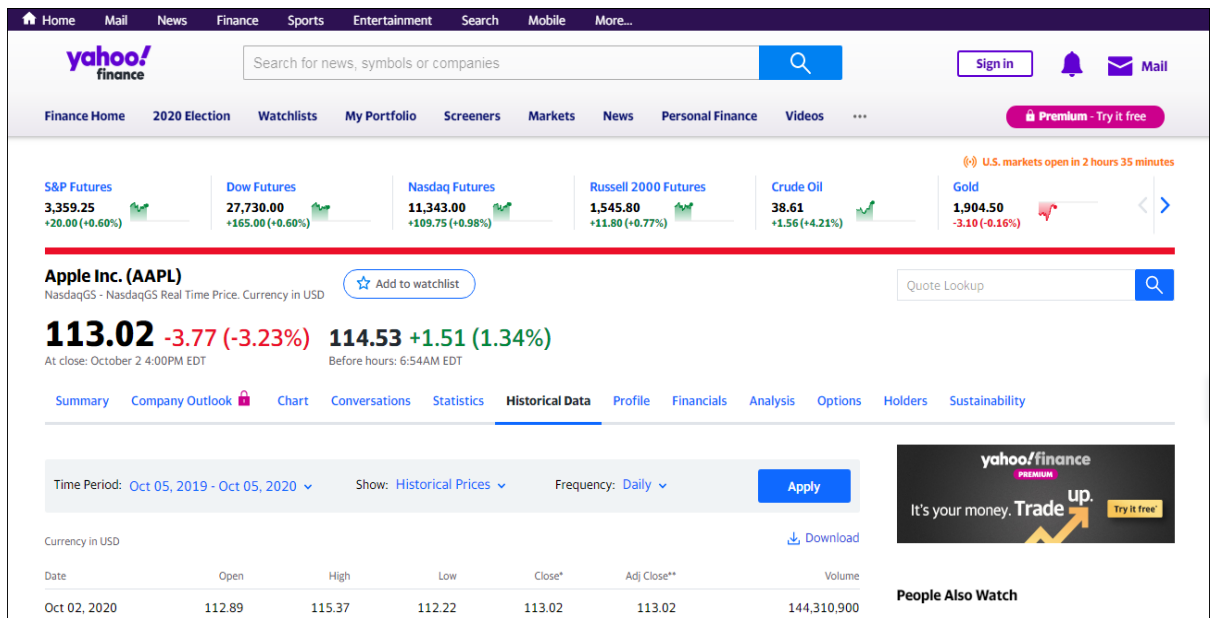 Home Mail News Finance Sports Entertainment Search Mobile More...
yahoo!
finance
Search for news, symbols or companies
Sign in
Mail
Finance Home 2020 Election Watchlists My Portfolio Screeners Markets News Personal Finance Videos ...
Premium - Try it free
U.S. markets open in 2 hours 35 minutes
S&P Futures Dow Futures Nasdaq Futures Russell 2000 Futures Crude Oil Gold
3,359.25 27,730.00 11,343.00 1,545.80 38.61 1,904.50
+20.00 (+0.60%) +165.00 (+0.60%) +109.75 (+0.98%) +11.80 (+0.77%) +1.56 (+4.21%) -3.10 (-0.16%)
Apple Inc. (AAPL)
NasdaqGS - NasdaqGS Real Time Price. Currency in USD
Add to watchlist
Quote Lookup
113.02 -3.77 (-3.23%) 114.53 +1.51 (1.34%)
At close: October 2 4:00PM EDT Before hours: 6:54AM EDT
Summary Company Outlook Chart Conversations Statistics Historical Data Profile Financials Analysis Options Holders Sustainability
Time Period: Oct 05, 2019 - Oct 05, 2020 Show: Historical Prices Frequency: Daily Apply
Currency in USD Download
Date Open High Low Close* Adj Close** Volume
Oct 02, 2020 112.89 115.37 112.22 113.02 113.02 144,310,900
yahoo!finance
PREMIUM
It's your money. Trade up.
Try it free*
People Also Watch